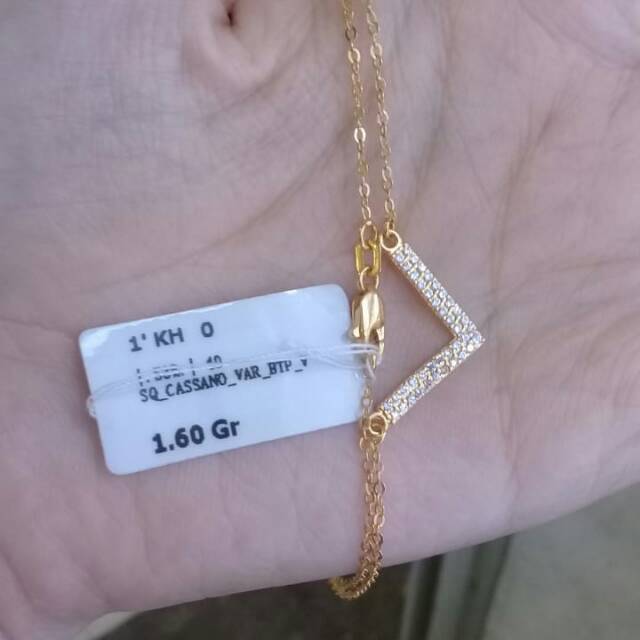 1' KH 0
SQ_CASSANO_VAR_BTP_V
1.60 Gr